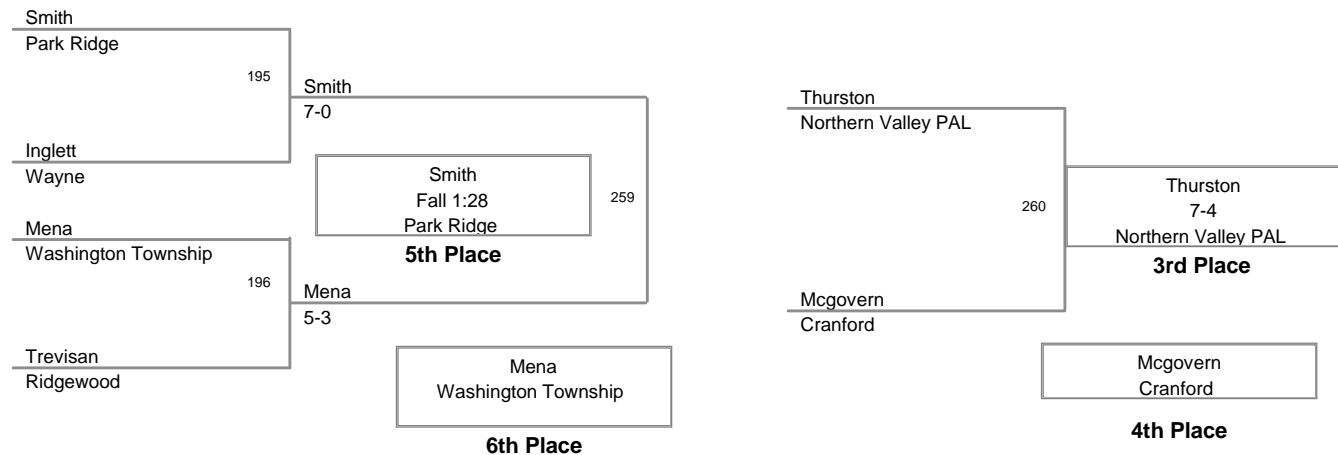 Smith
Park Ridge
195
Smith
7-0
Inglett
Wayne
Smith
Fall 1:28
Park Ridge
5th Place
259
Mena
Washington Township
196
Mena
5-3
Trevisan
Ridgewood
Mena
Washington Township
6th Place
Thurston
Northern Valley PAL
260
Thurston
7-4
Northern Valley PAL
3rd Place
Mcgovern
Cranford
Mcgovern
Cranford
4th Place